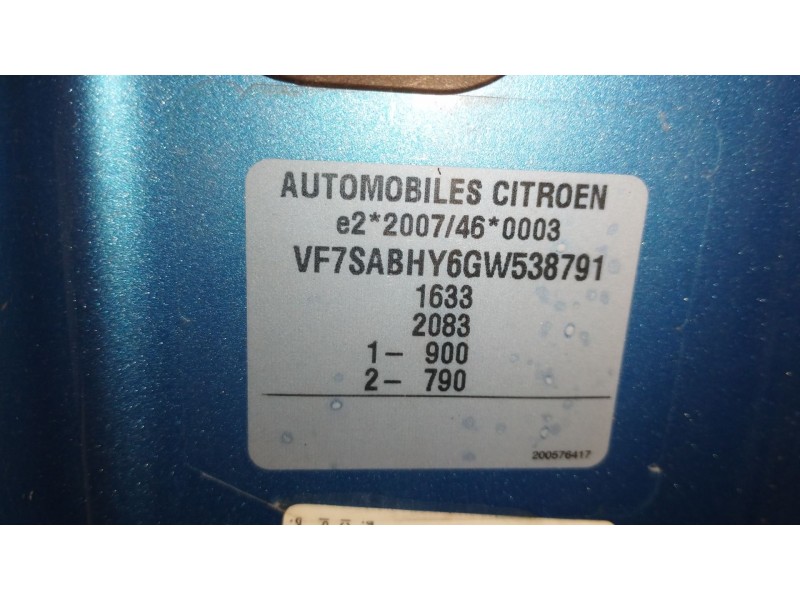 AUTOMOBILES CITROEN
e2*2007/46*0003
VF7SABHY6GW538791
1633
2083
1- 900
2- 790
200576417